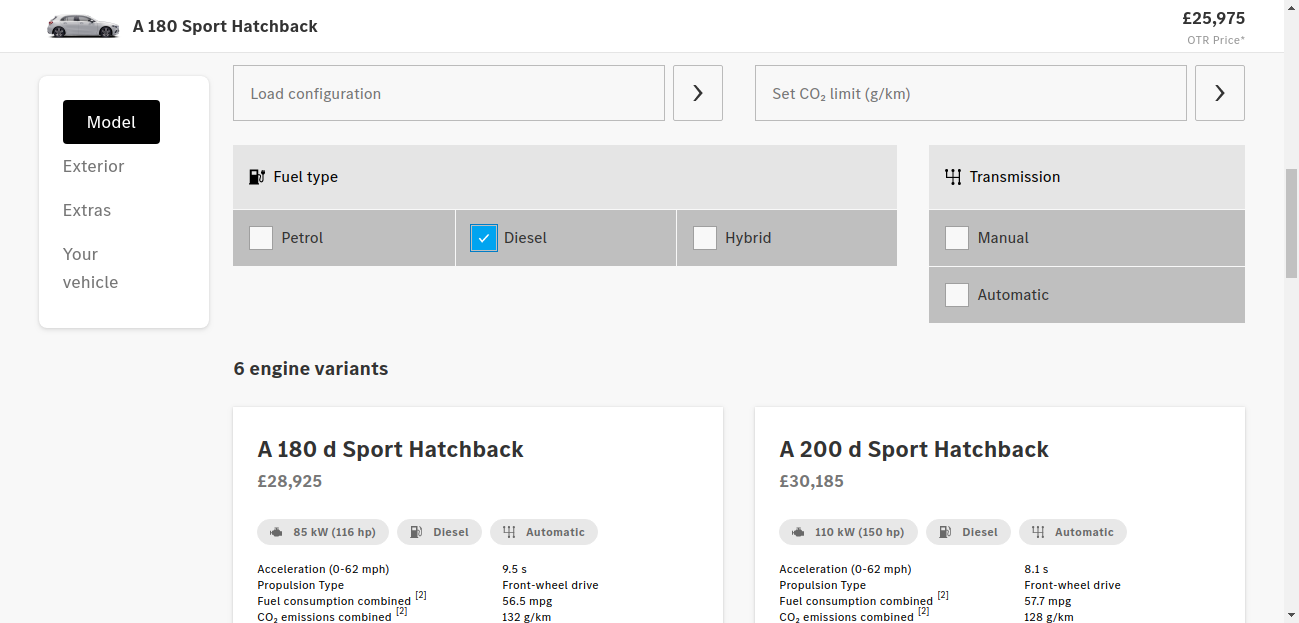 A 180 Sport Hatchback
£25,975
OTR Price*
Model
Exterior
Extras
Your
vehicle
Load configuration
Set CO₂ limit (g/km)
Fuel type
Petrol
Diesel
Hybrid
Transmission
Manual
Automatic
6 engine variants
A 180 d Sport Hatchback
£28,925
85 kW (116 hp)
Diesel
Automatic
Acceleration (0-62 mph) 9.5 s
Propulsion Type Front-wheel drive
Fuel consumption combined [2] 56.5 mpg
CO₂ emissions combined [2] 132 g/km
A 200 d Sport Hatchback
£30,185
110 kW (150 hp)
Diesel
Automatic
Acceleration (0-62 mph) 8.1 s
Propulsion Type Front-wheel drive
Fuel consumption combined [2] 57.7 mpg
CO₂ emissions combined [2] 128 g/km